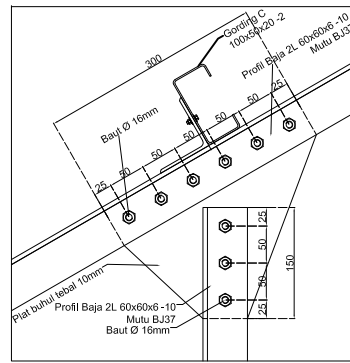 Gording C
100x50x20 -2
300
Profil Baja 2L 60x60x6 -10
Mutu BJ37
Baut Ø 16mm
25
50
50
50
50
50
25
25
50
50
25
150
Plat buhul tebal 10mm
Profil Baja 2L 60x60x6 -10
Mutu BJ37
Baut Ø 16mm